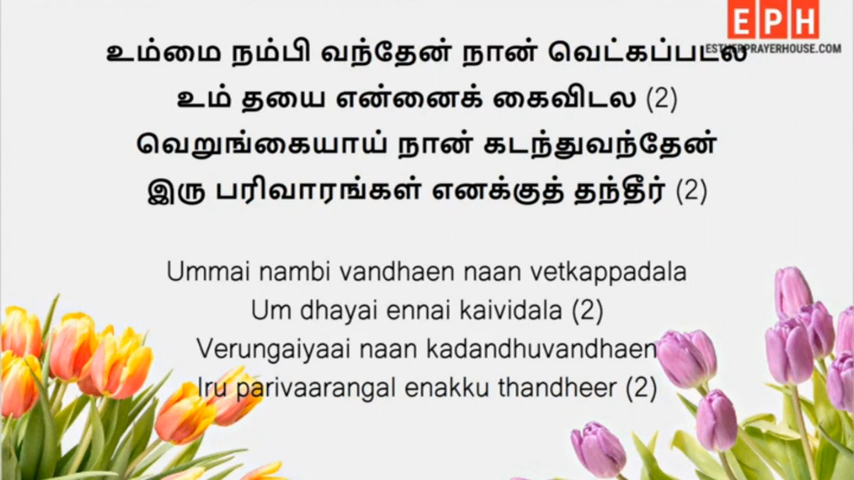 EPH
ESTHERPRAYERHOUSE.COM
உம்மை நம்பி வந்தேன் நான் வெட்கப்படல
உம் தயை என்னைக் கைவிடல (2)
வெறுங்கையாய் நான் கடந்துவந்தேன்
இரு பரிவாரங்கள் எனக்குத் தந்தீர் (2)
Ummai nambi vandhaen naan vetkappadala
Um dhayai ennai kaividala (2)
Verungaiyaai naan kadandhuvandhaen
Iru parivaarangal enakku thandheer (2)